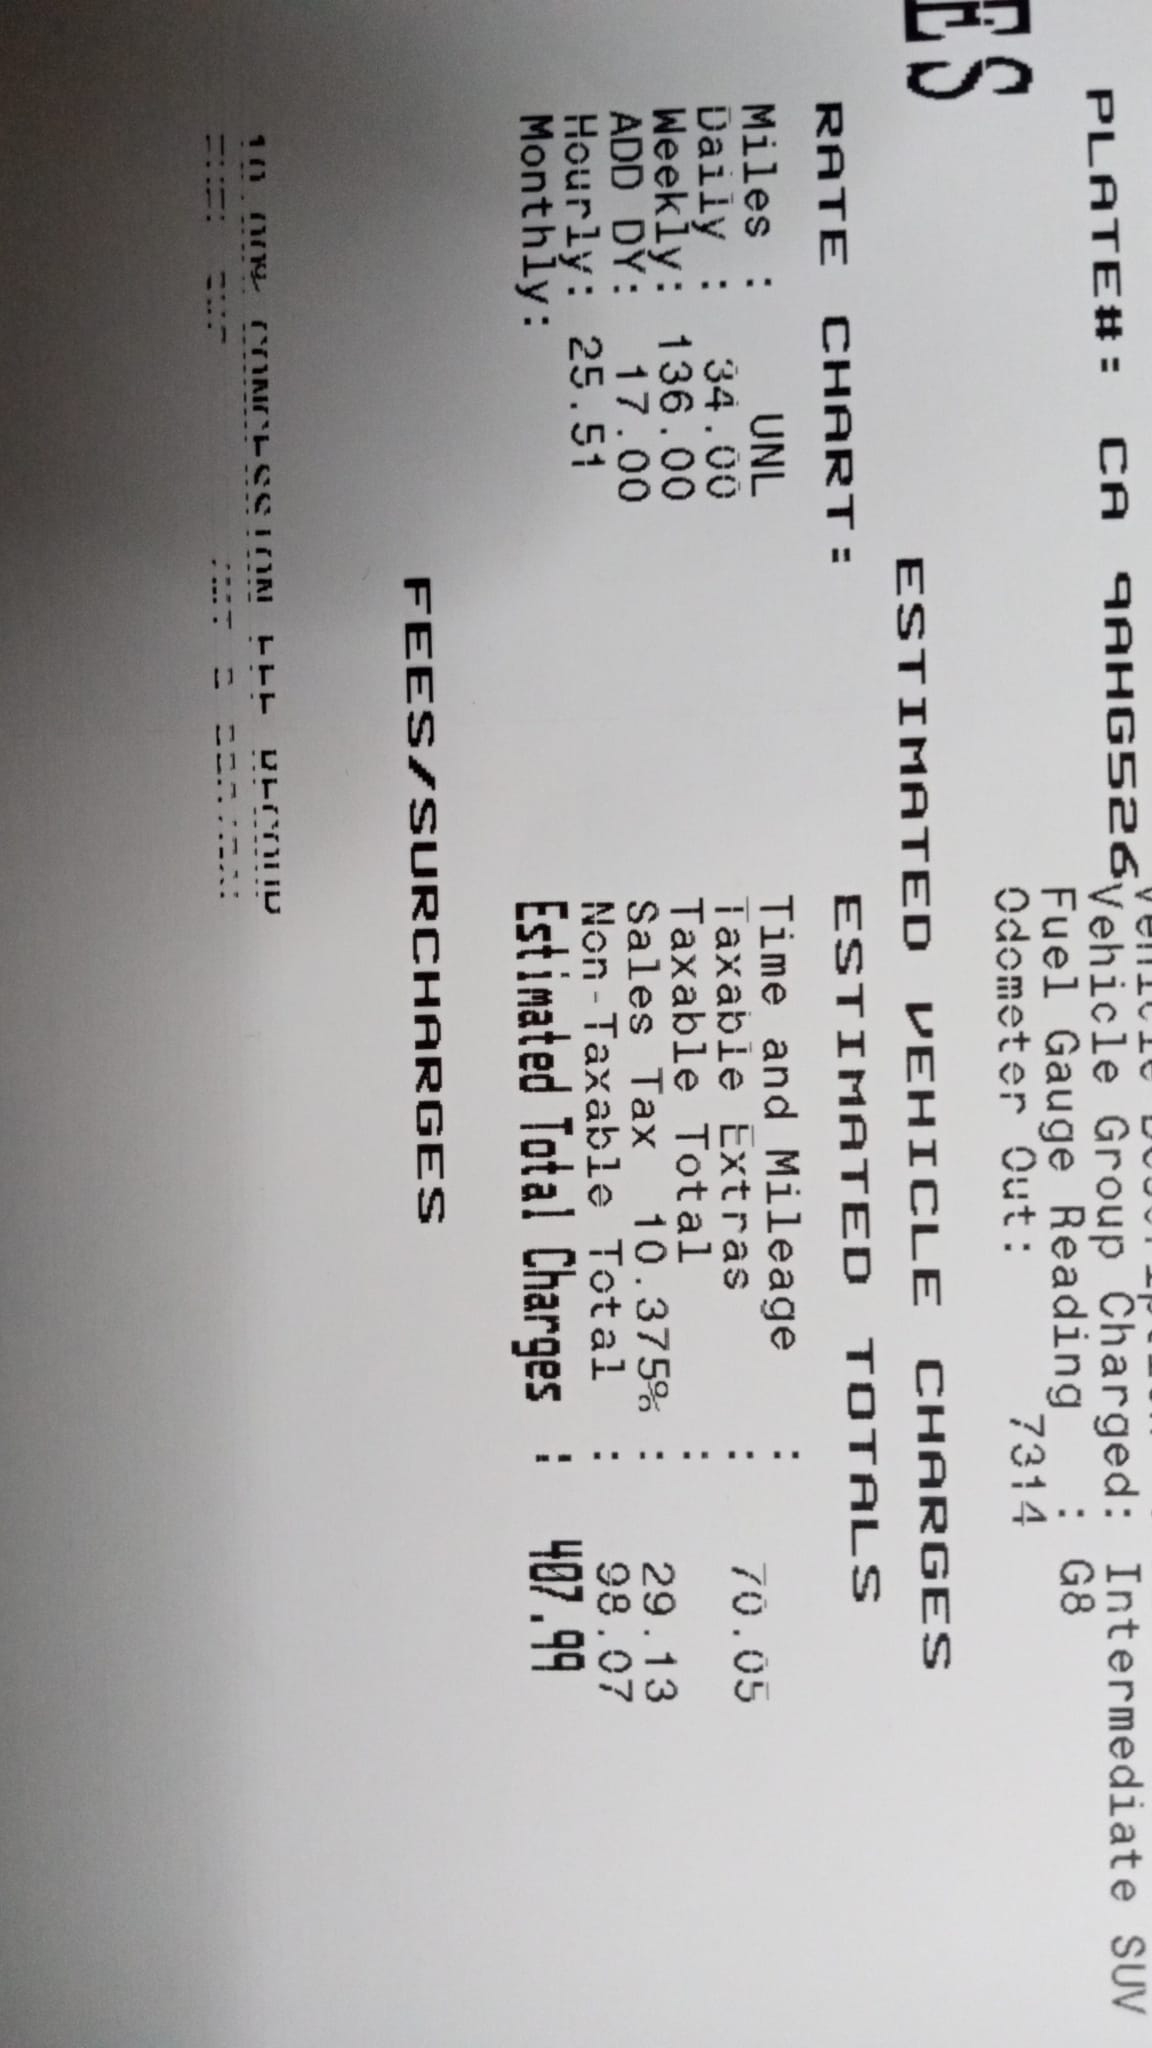 ES
PLATE#: CA 9AHG526
Vehicle Group Charged: Intermediate SUV
Fuel Gauge Reading : G8
Odometer Out: 7314
ESTIMATED VEHICLE CHARGES
RATE CHART: ESTIMATED TOTALS
Miles : UNL Time and Mileage :
Daily : 34.00 Taxable Extras : 70.05
Weekly: 136.00 Taxable Total :
ADD DY: 17.00 Sales Tax 10.375% : 29.13
Hourly: 25.51 Non-Taxable Total : 98.07
Monthly: Estimated Total Charges : 407.99
FEES/SURCHARGES
CONCESSION FEE RECOUP